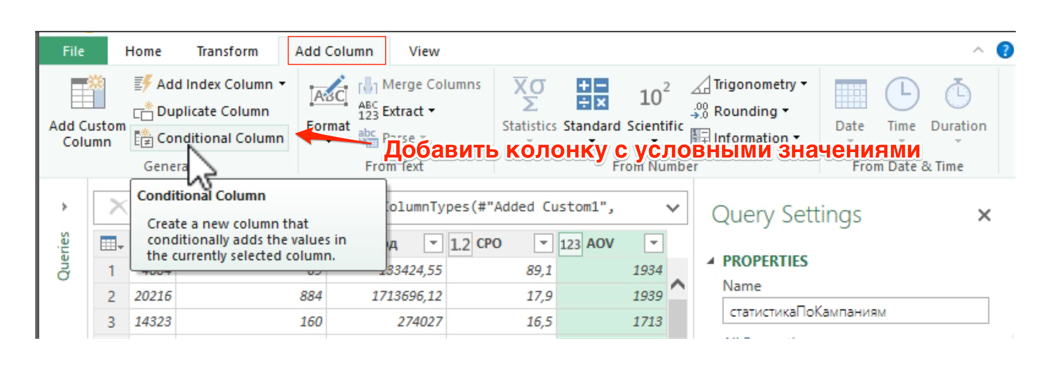 File Home Transform Add Column View
Add Custom Column
Add Index Column
Duplicate Column
Conditional Column
General
Format
Merge Columns
Extract
Parse
From Text
Statistics Standard Scientific
10²
Trigonometry
Rounding
Information
From Number
Date Time Duration
From Date & Time
Добавить колонку с условными значениями
Conditional Column
Create a new column that
conditionally adds the values in
the currently selected column.
Queries
ColumnTypes(#"Added Custom1",
1.2 CPO 123 AOV
1 133424,55 89,1 1934
2 20216 884 1713696,12 17,9 1939
3 14323 160 274027 16,5 1713
Query Settings
PROPERTIES
Name
статистикаПоКампаниям